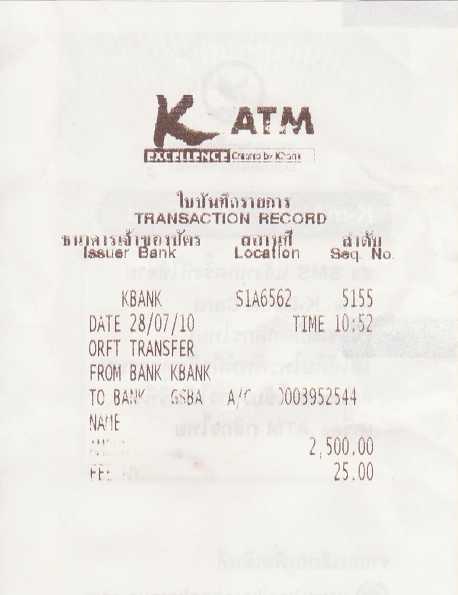 K ATM
EXCELLENCE Created by KBank
ใบบันทึกรายการ
TRANSACTION RECORD
ธนาคารเจ้าของบัตร สถานที่ ลำดับ
Issuer Bank Location Seq. No.
KBANK S1A6562 5155
DATE 28/07/10 TIME 10:52
ORFT TRANSFER
FROM BANK KBANK
TO BANK GSBA A/C 0003952544
NAME
2,500.00
FEE 25.00